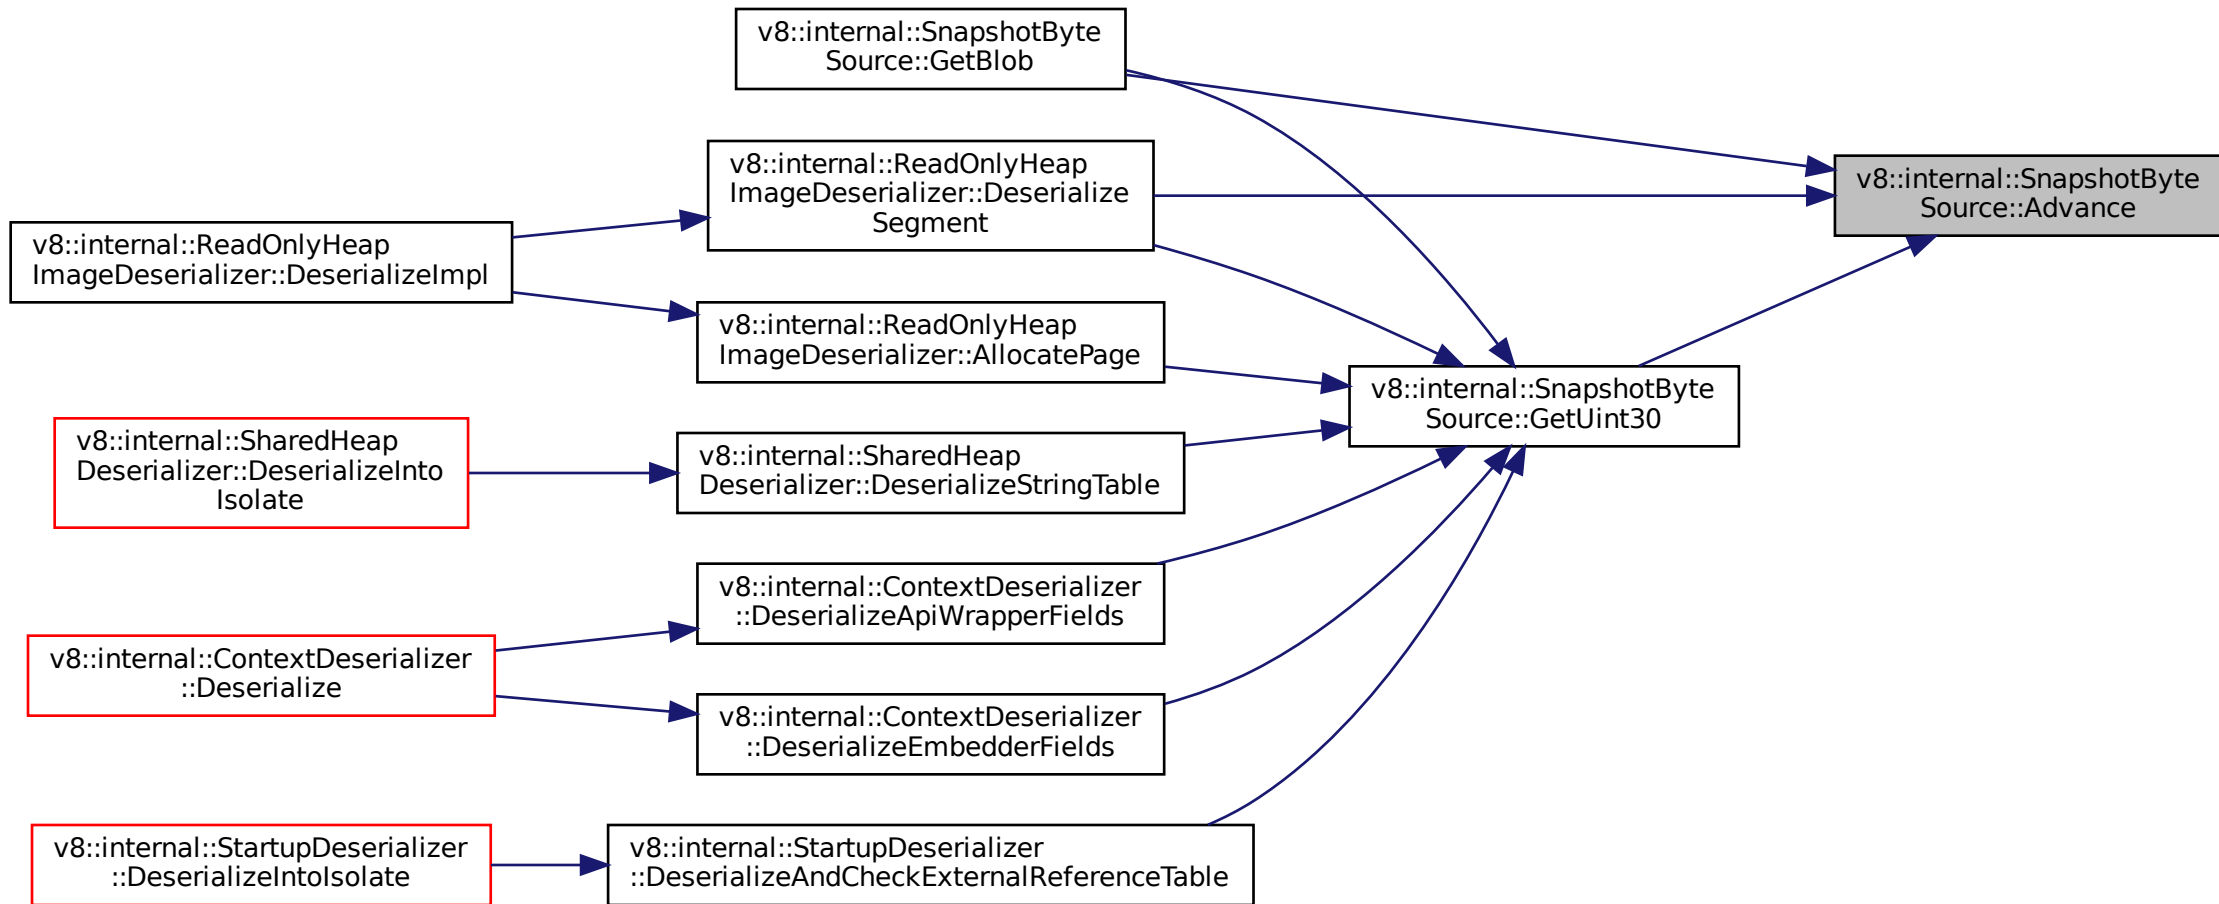 v8::internal::SnapshotByte
Source::GetBlob
v8::internal::ReadOnlyHeap
ImageDeserializer::Deserialize
Segment
v8::internal::SnapshotByte
Source::Advance
v8::internal::ReadOnlyHeap
ImageDeserializer::DeserializeImpl
v8::internal::ReadOnlyHeap
ImageDeserializer::AllocatePage
v8::internal::SnapshotByte
Source::GetUint30
v8::internal::SharedHeap
Deserializer::DeserializeInto
Isolate
v8::internal::SharedHeap
Deserializer::DeserializeStringTable
v8::internal::ContextDeserializer
::DeserializeApiWrapperFields
v8::internal::ContextDeserializer
::Deserialize
v8::internal::ContextDeserializer
::DeserializeEmbedderFields
v8::internal::StartupDeserializer
::DeserializeIntoIsolate
v8::internal::StartupDeserializer
::DeserializeAndCheckExternalReferenceTable